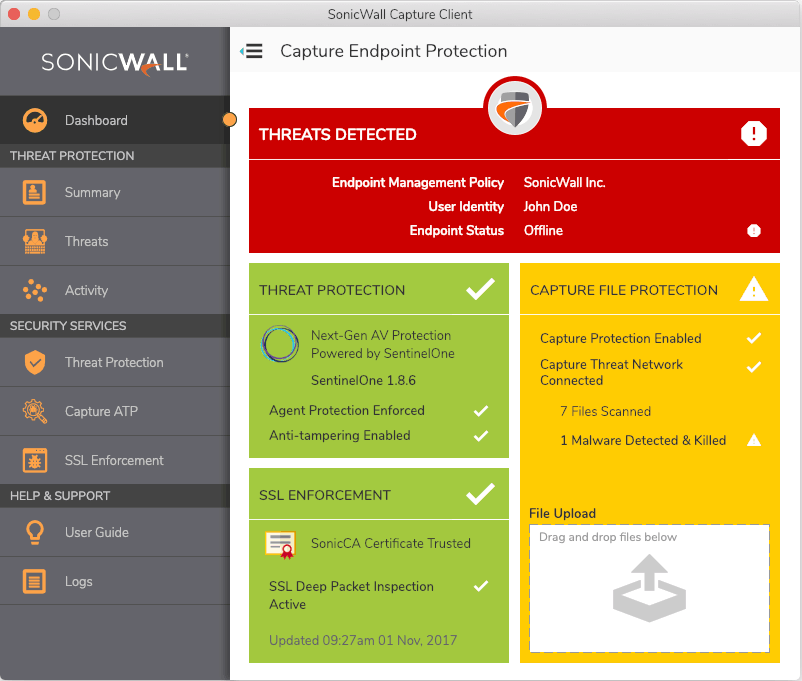 SonicWall Capture Client
SONICWALL
Capture Endpoint Protection
Dashboard
THREAT PROTECTION
Summary
Threats
Activity
SECURITY SERVICES
Threat Protection
Capture ATP
SSL Enforcement
HELP & SUPPORT
User Guide
Logs
THREATS DETECTED
Endpoint Management Policy SonicWall Inc.
User Identity John Doe
Endpoint Status Offline
THREAT PROTECTION
Next-Gen AV Protection
Powered by SentinelOne
SentinelOne 1.8.6
Agent Protection Enforced
Anti-tampering Enabled
SSL ENFORCEMENT
SonicCA Certificate Trusted
SSL Deep Packet Inspection
Active
Updated 09:27am 01 Nov, 2017
CAPTURE FILE PROTECTION
Capture Protection Enabled
Capture Threat Network
Connected
7 Files Scanned
1 Malware Detected & Killed
File Upload
Drag and drop files below